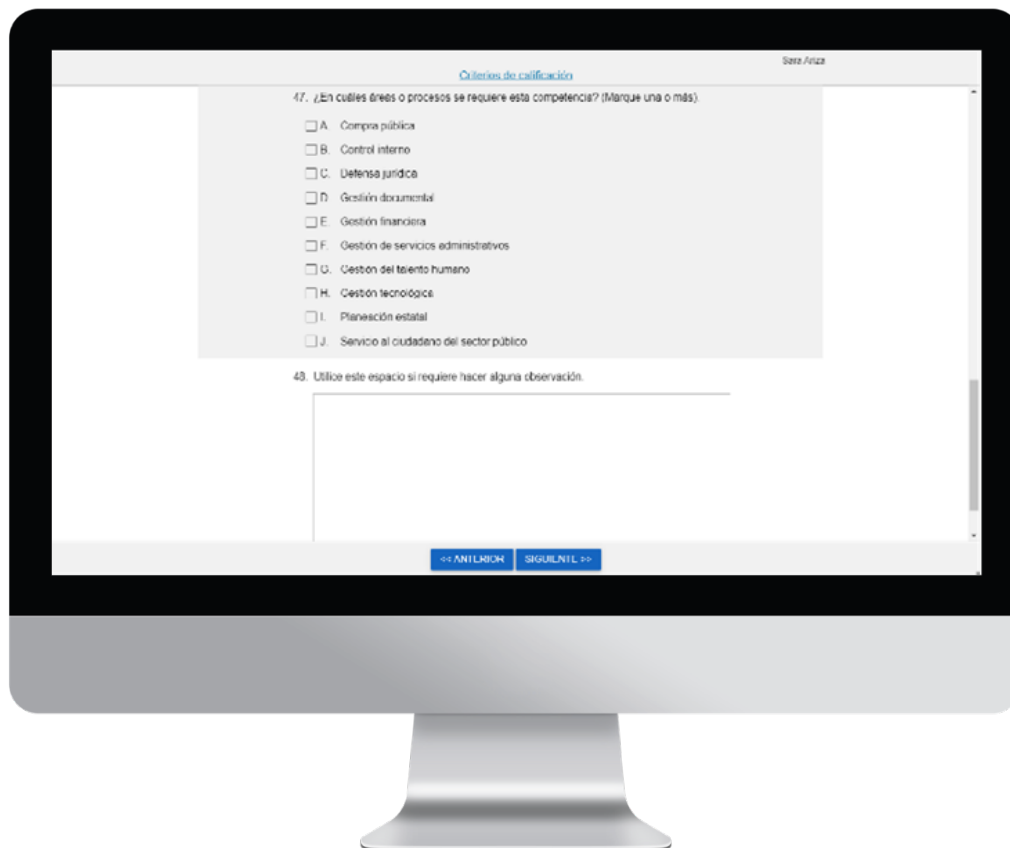 Sara Ariza
Criterios de calificación
47. ¿En cuáles áreas o procesos se requiere esta competencia? (Marque una o más)
A. Compra pública
B. Control interno
C. Defensa jurídica
D. Gestión documental
E. Gestión financiera
F. Gestión de servicios administrativos
G. Gestión del talento humano
H. Gestión tecnológica
I. Planeación estatal
J. Servicio al ciudadano del sector público
48. Utilice este espacio si requiere hacer alguna observación.
<< ANTERIOR SIGUIENTE >>